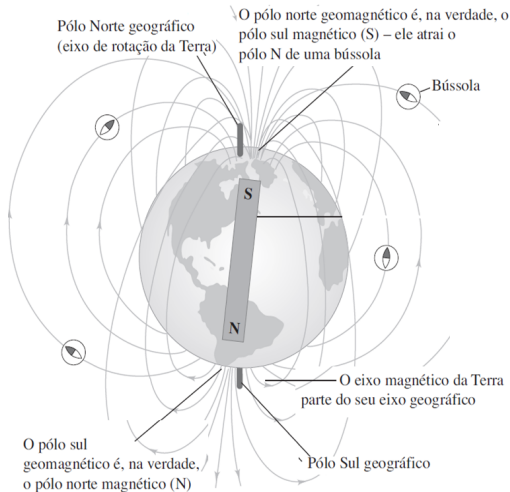 Pólo Norte geográfico
(eixo de rotação da Terra)
O pólo norte geomagnético é, na verdade, o
pólo sul magnético (S) – ele atrai o
pólo N de uma bússola
Bússola
S
N
O eixo magnético da Terra
parte do seu eixo geográfico
O pólo sul
geomagnético é, na verdade,
o pólo norte magnético (N)
Pólo Sul geográfico